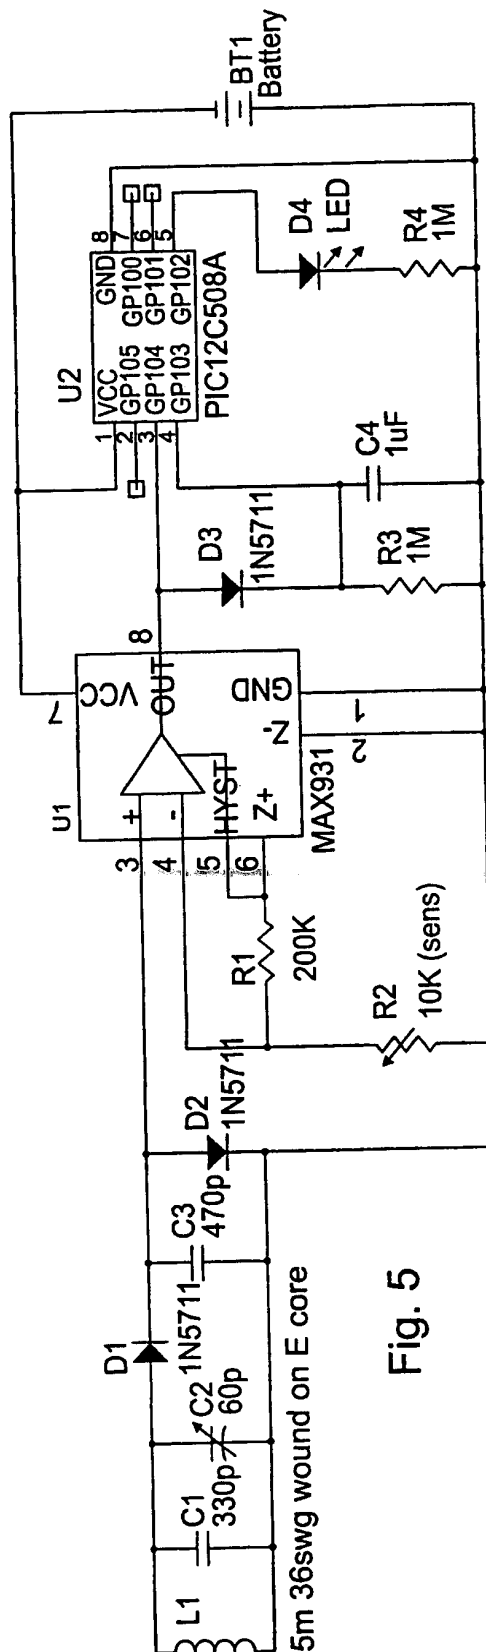 L1
5m 36swg wound on E core
C1
330p
C2
60p
D1
1N5711
C3
470p
D2
1N5711
R2
10K (sens)
R1
200K
U1
3
4
5
6
+
-
HYST
Z+
MAX931
7
VCC
OUT
8
GND
Z-
1
2
D3
1N5711
R3
1M
C4
1uF
U2
1
2
3
4
VCC
GP105
GP104
GP103
GND
GP100
GP101
GP102
8
7
6
5
PIC12C508A
D4
LED
R4
1M
BT1
Battery
Fig. 5